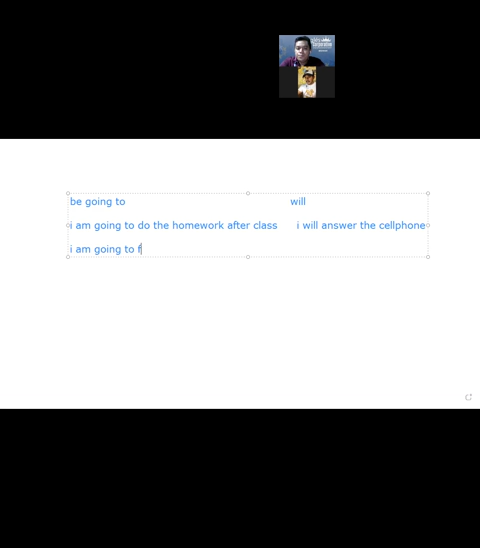 be going to will
i am going to do the homework after class i will answer the cellphone
i am going to f